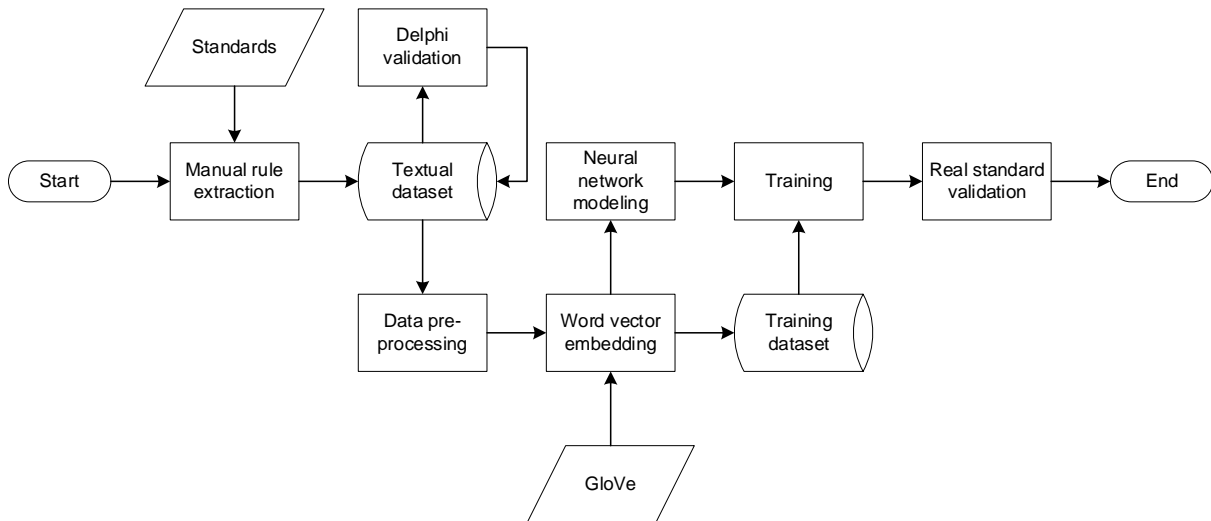 Standards
Delphi
validation
Start
Manual rule
extraction
Textual
dataset
Neural
network
modeling
Training
Real standard
validation
End
Data pre-
processing
Word vector
embedding
Training
dataset
GloVe